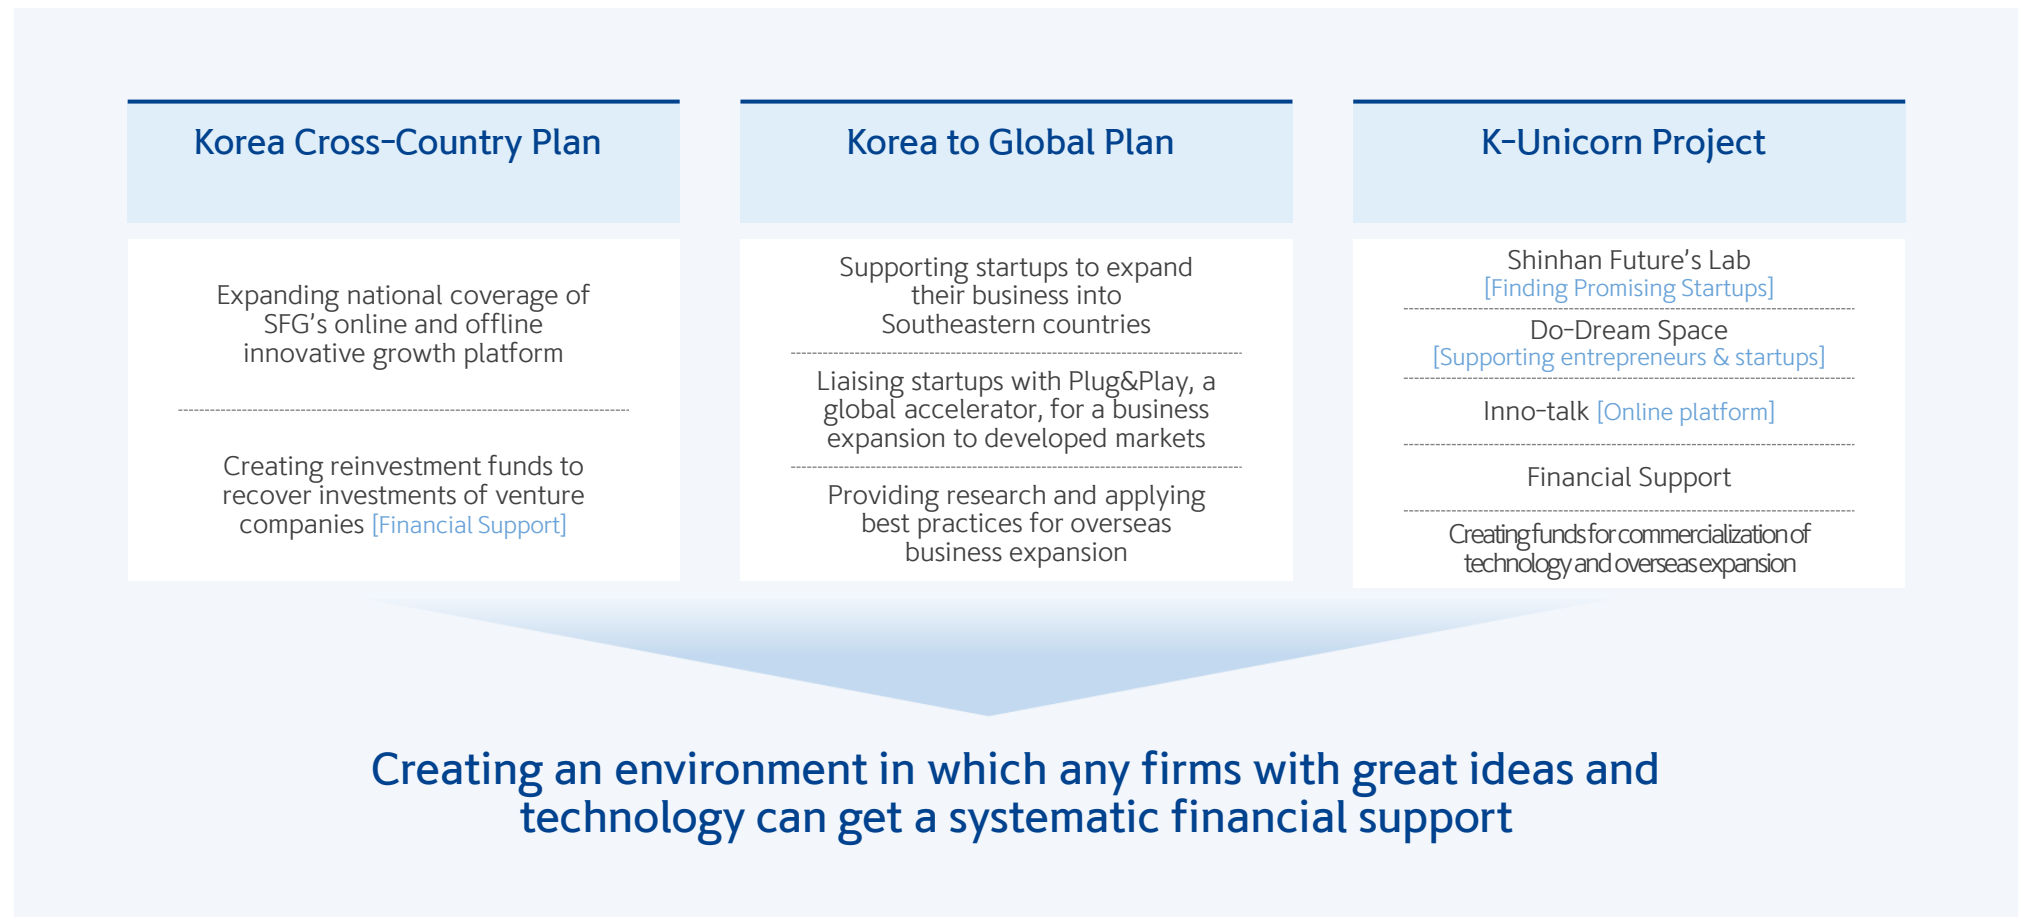 Korea Cross-Country Plan
Expanding national coverage of
SFG's online and offline
innovative growth platform
Creating reinvestment funds to
recover investments of venture
companies [Financial Support]
Korea to Global Plan
Supporting startups to expand
their business into
Southeastern countries
Liaising startups with Plug&Play, a
global accelerator, for a business
expansion to developed markets
Providing research and applying
best practices for overseas
business expansion
K-Unicorn Project
Shinhan Future's Lab
[Finding Promising Startups]
Do-Dream Space
[Supporting entrepreneurs & startups]
Inno-talk [Online platform]
Financial Support
Creating funds for commercialization of
technology and overseas expansion
Creating an environment in which any firms with great ideas and
technology can get a systematic financial support